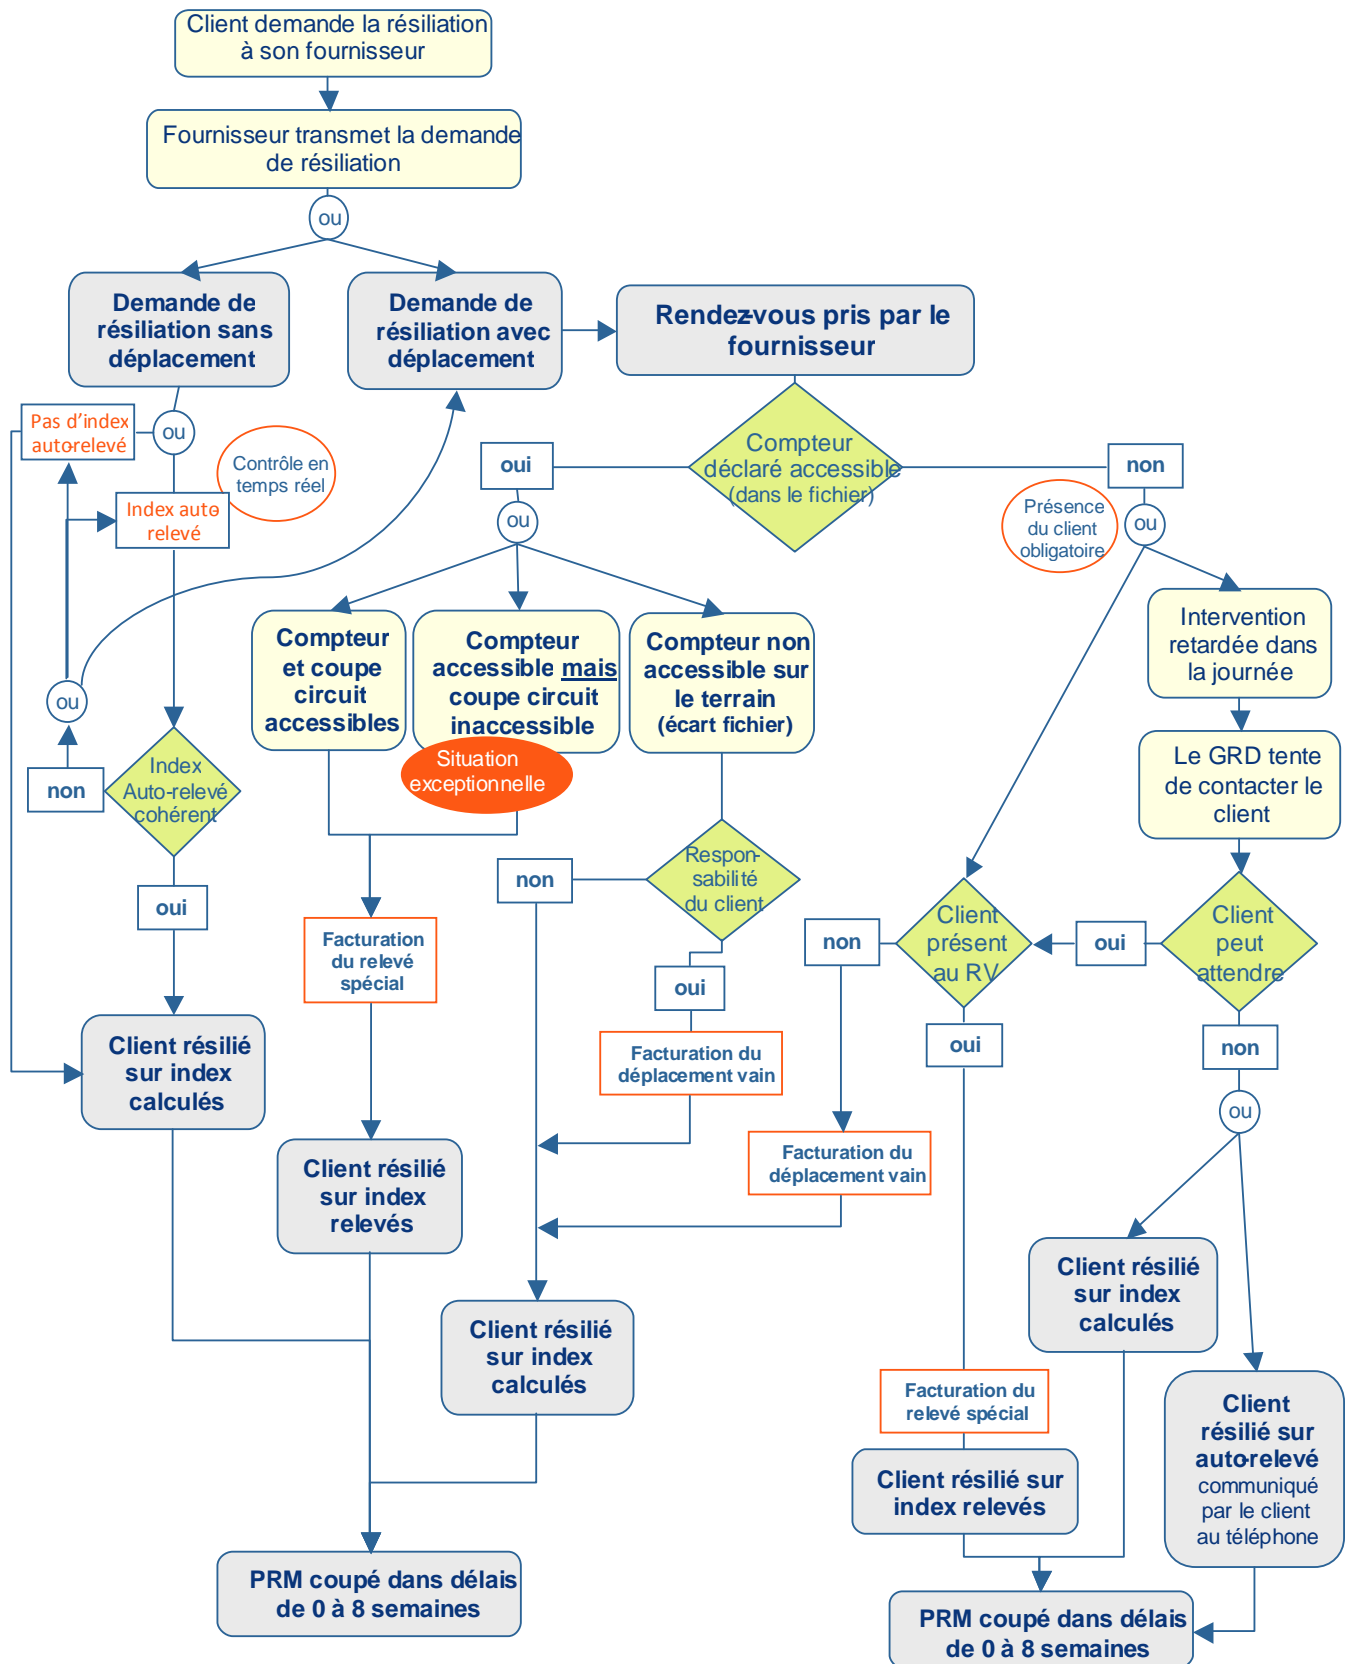 Client demande la résiliation
à son fournisseur
Fournisseur transmet la demande
de résiliation
ou
Demande de
résiliation sans
déplacement
Demande de
résiliation avec
déplacement
Rendez-vous pris par le
fournisseur
Pas d'index
auto-relevé
ou
Contrôle en
temps réel
Index auto
relevé
oui
Compteur
déclaré accessible
(dans le fichier)
non
ou
Présence
du client
obligatoire
ou
Compteur
et coupe
circuit
accessibles
Compteur
accessible mais
coupe circuit
inaccessible
Situation
exceptionnelle
Compteur non
accessible sur
le terrain
(écart fichier)
Intervention
retardée dans
la journée
ou
non
Index
Auto-relevé
cohérent
Le GRD tente
de contacter le
client
oui
non
Respon-
sabilité
du client
Facturation
du relevé
spécial
oui
non
Client
présent
au RV
oui
Client
peut
attendre
Client résilié
sur index
calculés
Facturation du
déplacement vain
oui
non
ou
Client résilié
sur index
relevés
Facturation du
déplacement vain
Client résilié
sur index
calculés
Client résilié
sur index
calculés
Facturation du
relevé spécial
Client
résilié sur
auto-relevé
communiqué
par le client
au téléphone
Client résilié sur
index relevés
PRM coupé dans délais
de 0 à 8 semaines
PRM coupé dans délais
de 0 à 8 semaines